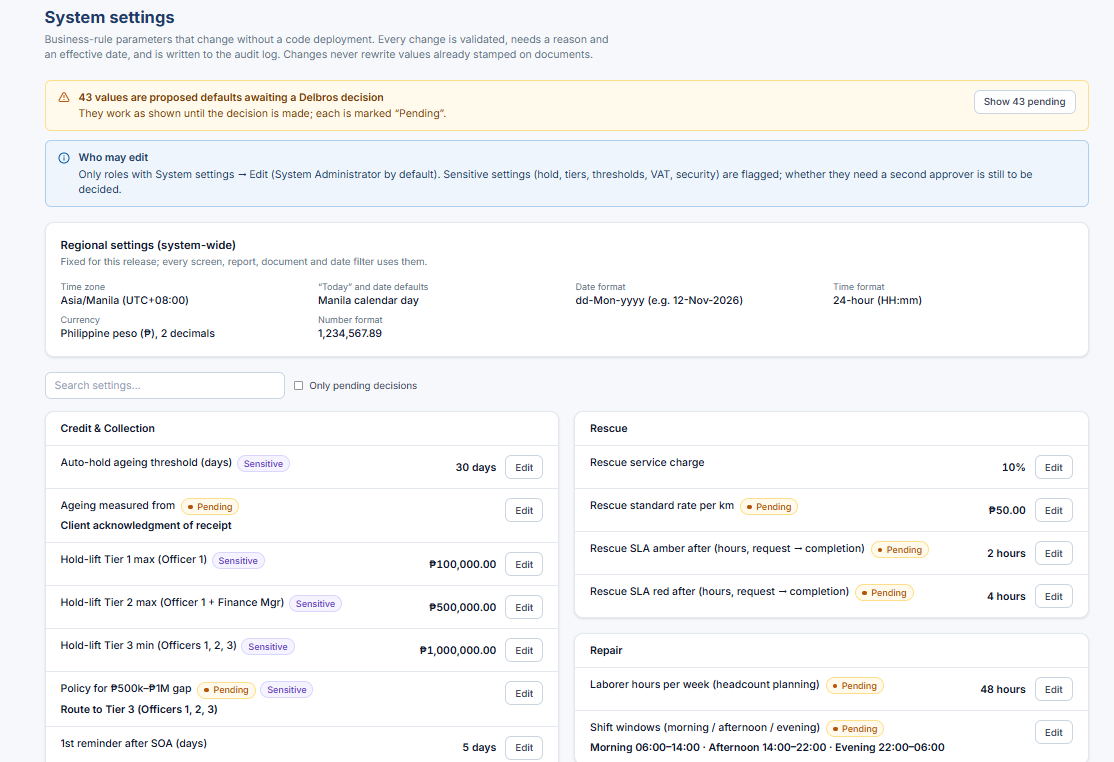 System settings
Business-rule parameters that change without a code deployment. Every change is validated, needs a reason and
an effective date, and is written to the audit log. Changes never rewrite values already stamped on documents.
43 values are proposed defaults awaiting a Delbros decision
They work as shown until the decision is made; each is marked “Pending”.
Show 43 pending
Who may edit
Only roles with System settings → Edit (System Administrator by default). Sensitive settings (hold, tiers, thresholds, VAT, security) are flagged; whether they need a second approver is still to be
decided.
Regional settings (system-wide)
Fixed for this release; every screen, report, document and date filter uses them.
Time zone
Asia/Manila (UTC+08:00)
“Today” and date defaults
Manila calendar day
Date format
dd-Mon-yyyy (e.g. 12-Nov-2026)
Time format
24-hour (HH:mm)
Currency
Philippine peso (₱), 2 decimals
Number format
1,234,567.89
Search settings...
Only pending decisions
Credit & Collection
Auto-hold ageing threshold (days) Sensitive 30 days Edit
Ageing measured from Pending Edit
Client acknowledgment of receipt
Hold-lift Tier 1 max (Officer 1) Sensitive ₱100,000.00 Edit
Hold-lift Tier 2 max (Officer 1 + Finance Mgr) Sensitive ₱500,000.00 Edit
Hold-lift Tier 3 min (Officers 1, 2, 3) Sensitive ₱1,000,000.00 Edit
Policy for ₱500k–₱1M gap Pending Sensitive Edit
Route to Tier 3 (Officers 1, 2, 3)
1st reminder after SOA (days) 5 days Edit
Rescue
Rescue service charge 10% Edit
Rescue standard rate per km Pending ₱50.00 Edit
Rescue SLA amber after (hours, request → completion) Pending 2 hours Edit
Rescue SLA red after (hours, request → completion) Pending 4 hours Edit
Repair
Laborer hours per week (headcount planning) Pending 48 hours Edit
Shift windows (morning / afternoon / evening) Pending Edit
Morning 06:00–14:00 · Afternoon 14:00–22:00 · Evening 22:00–06:00